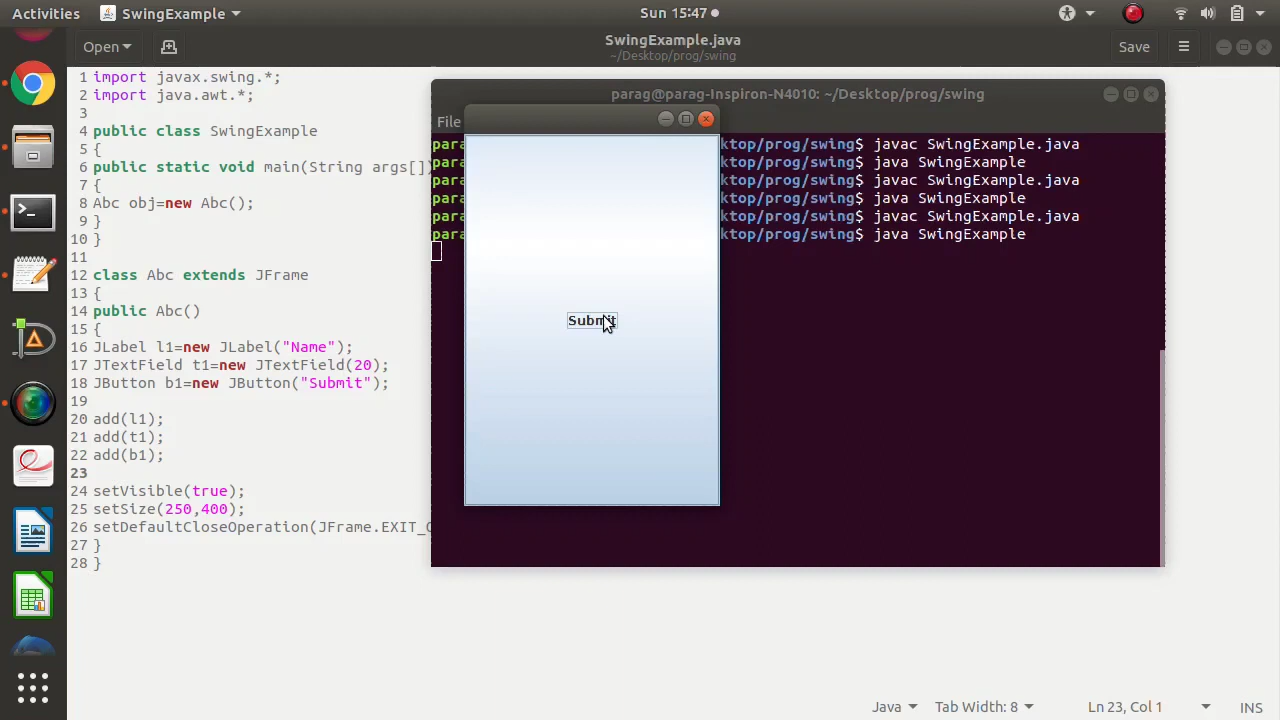 Activities SwingExample Sun 15:47
Open SwingExample.java Save
~/Desktop/prog/swing
1 import javax.swing.*;
2 import java.awt.*;
3
4 public class SwingExample
5 {
6 public static void main(String args[])
7 {
8 Abc obj=new Abc();
9 }
10 }
11
12 class Abc extends JFrame
13 {
14 public Abc()
15 {
16 JLabel l1=new JLabel("Name");
17 JTextField t1=new JTextField(20);
18 JButton b1=new JButton("Submit");
19
20 add(l1);
21 add(t1);
22 add(b1);
23
24 setVisible(true);
25 setSize(250,400);
26 setDefaultCloseOperation(JFrame.EXIT_
27 }
28 }
parag@parag-Inspiron-N4010: ~/Desktop/prog/swing
File
para ktop/prog/swing$ javac SwingExample.java
para ktop/prog/swing$ java SwingExample
para ktop/prog/swing$ javac SwingExample.java
para ktop/prog/swing$ java SwingExample
para ktop/prog/swing$ javac SwingExample.java
para ktop/prog/swing$ java SwingExample
Submit
Java Tab Width: 8 Ln 23, Col 1 INS